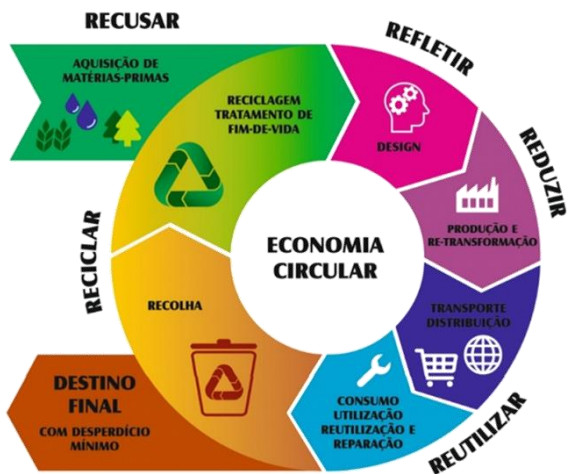 RECUSAR
AQUISIÇÃO DE
MATÉRIAS-PRIMAS
RECICLAGEM
TRATAMENTO DE
FIM-DE-VIDA
REFLETIR
DESIGN
REDUZIR
PRODUÇÃO E
RE-TRANSFORMAÇÃO
ECONOMIA
CIRCULAR
TRANSPORTE
DISTRIBUIÇÃO
REUTILIZAR
CONSUMO
UTILIZAÇÃO
REUTILIZAÇÃO E
REPARAÇÃO
RECICLAR
RECOLHA
DESTINO
FINAL
COM DESPERDÍCIO
MÍNIMO